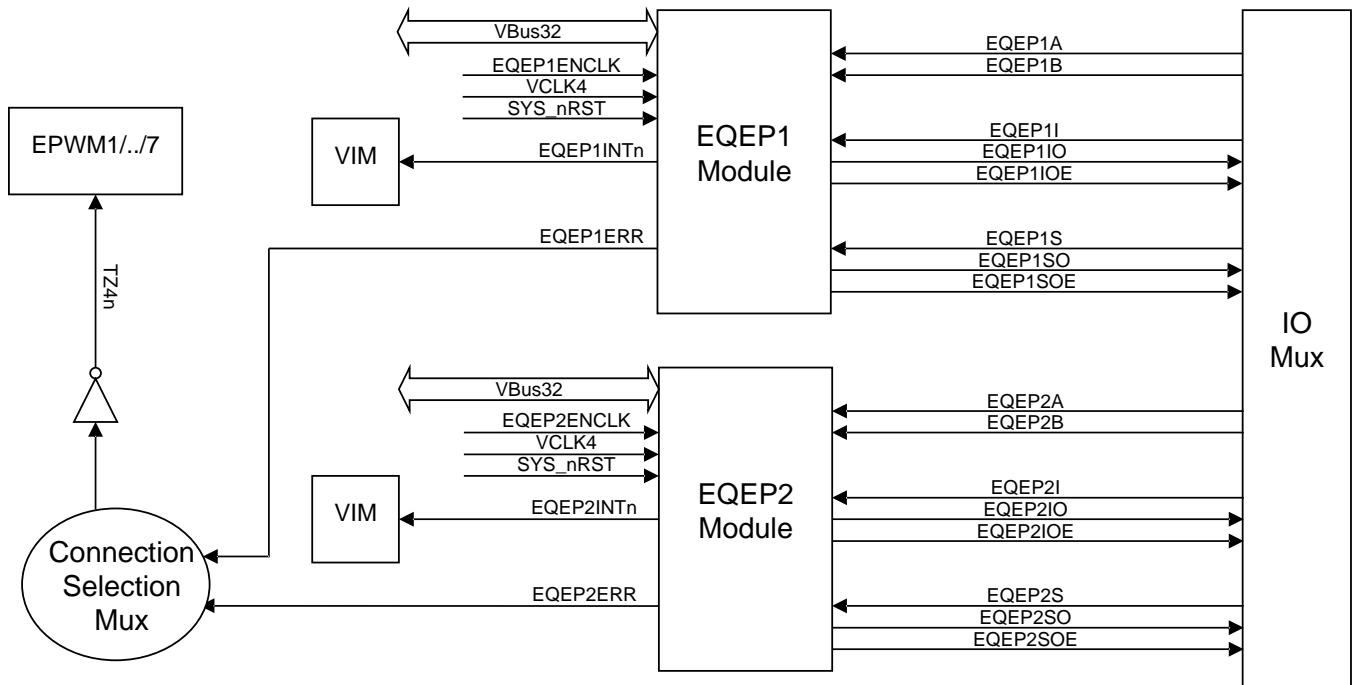 VBus32
EQEP1ENCLK
VCLK4
SYS_nRST
EPWM1/../7
VIM
EQEP1INTn
EQEP1ERR
EQEP1
Module
EQEP1A
EQEP1B
EQEP1I
EQEP1IO
EQEP1IOE
EQEP1S
EQEP1SO
EQEP1SOE
IO
Mux
TZ4n
VBus32
EQEP2ENCLK
VCLK4
SYS_nRST
VIM
EQEP2INTn
EQEP2ERR
EQEP2
Module
EQEP2A
EQEP2B
EQEP2I
EQEP2IO
EQEP2IOE
EQEP2S
EQEP2SO
EQEP2SOE
Connection
Selection
Mux